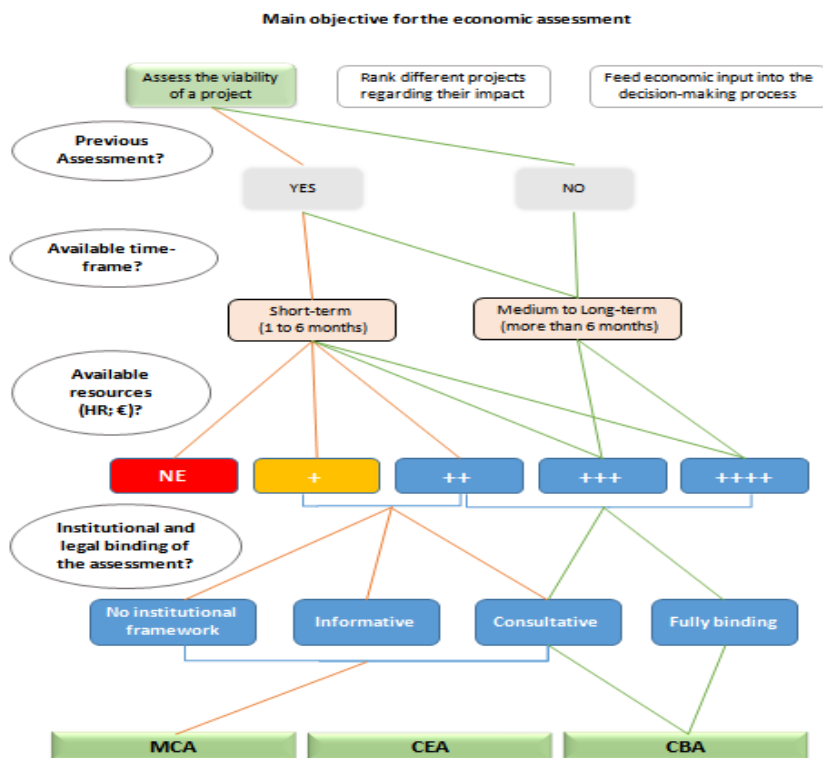 Main objective for the economic assessment
Assess the viability
of a project
Rank different projects
regarding their impact
Feed economic input into the
decision-making process
Previous
Assessment?
YES
NO
Available time-
frame?
Short-term
(1 to 6 months)
Medium to Long-term
(more than 6 months)
Available
resources
(HR; €)?
NE
+
++
+++
++++
Institutional and
legal binding of
the assessment?
No institutional
framework
Informative
Consultative
Fully binding
MCA
CEA
CBA